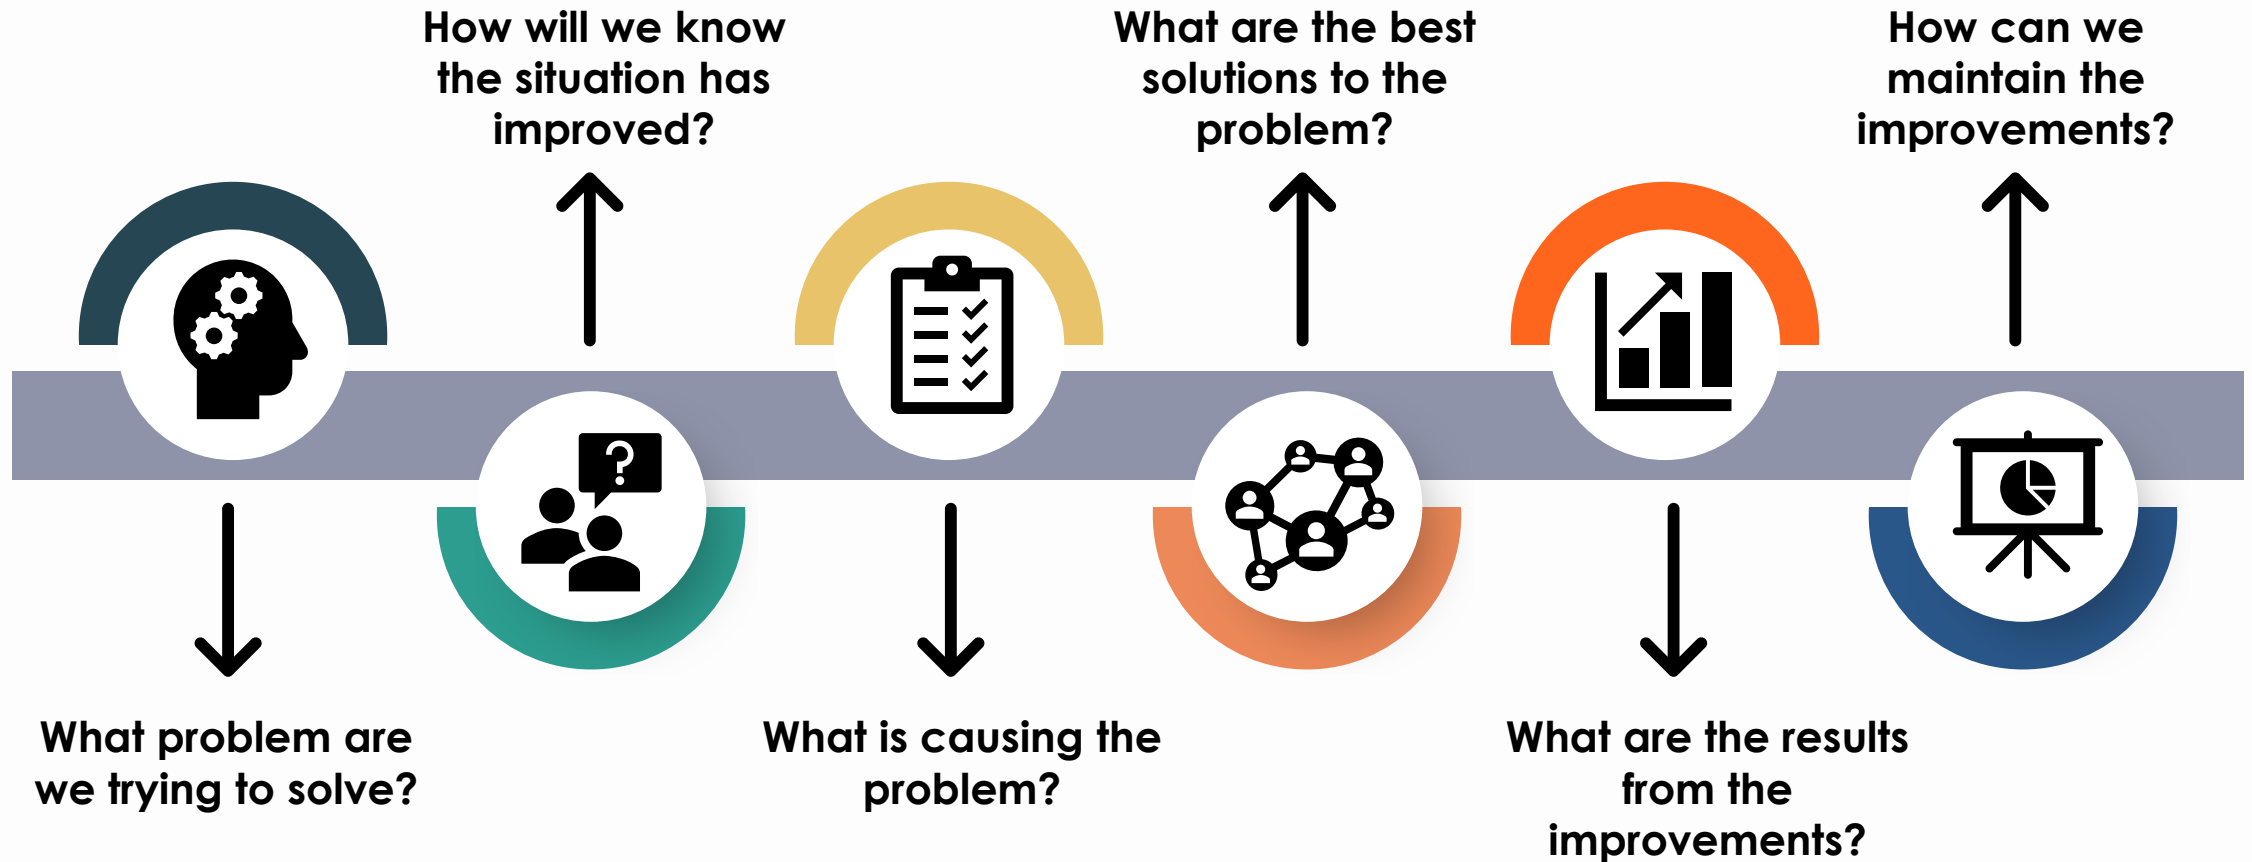 How will we know
the situation has
improved?
What are the best
solutions to the
problem?
How can we
maintain the
improvements?
?
What problem are
we trying to solve?
What is causing the
problem?
What are the results
from the
improvements?